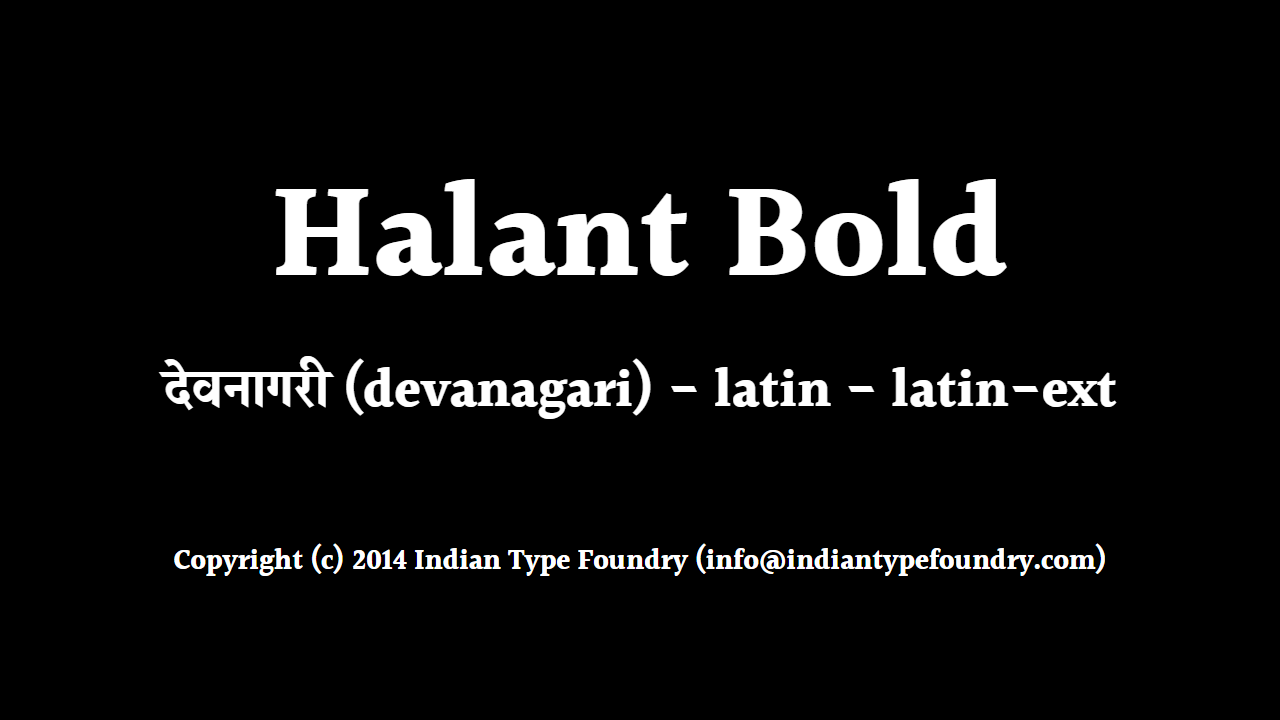 Halant Bold
देवनागरी (devanagari) - latin - latin-ext
Copyright (c) 2014 Indian Type Foundry (info@indiantypefoundry.com)